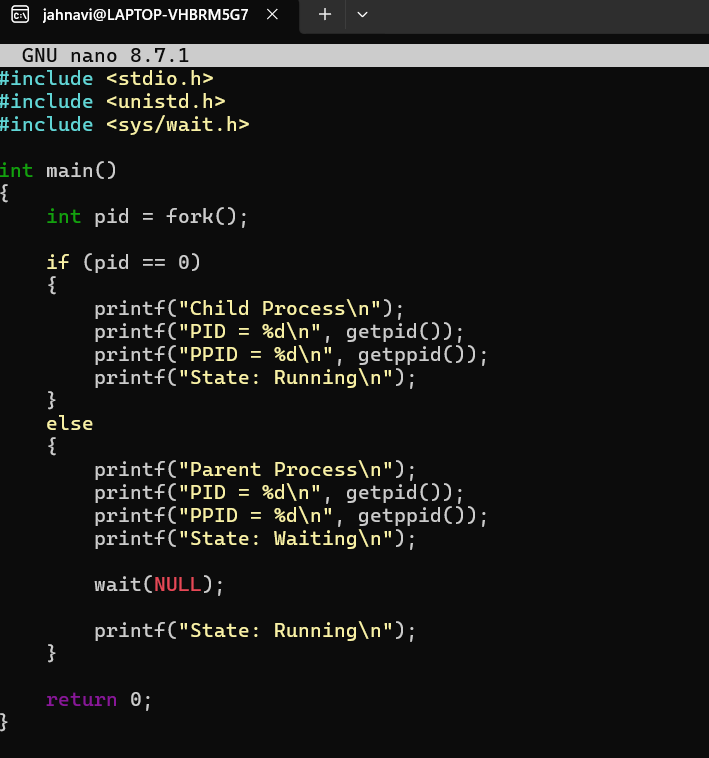 jahnavi@LAPTOP-VHBRM5G7
GNU nano 8.7.1
#include <stdio.h>
#include <unistd.h>
#include <sys/wait.h>

int main()
{
    int pid = fork();

    if (pid == 0)
    {
        printf("Child Process\n");
        printf("PID = %d\n", getpid());
        printf("PPID = %d\n", getppid());
        printf("State: Running\n");
    }
    else
    {
        printf("Parent Process\n");
        printf("PID = %d\n", getpid());
        printf("PPID = %d\n", getppid());
        printf("State: Waiting\n");

        wait(NULL);

        printf("State: Running\n");
    }

    return 0;
}